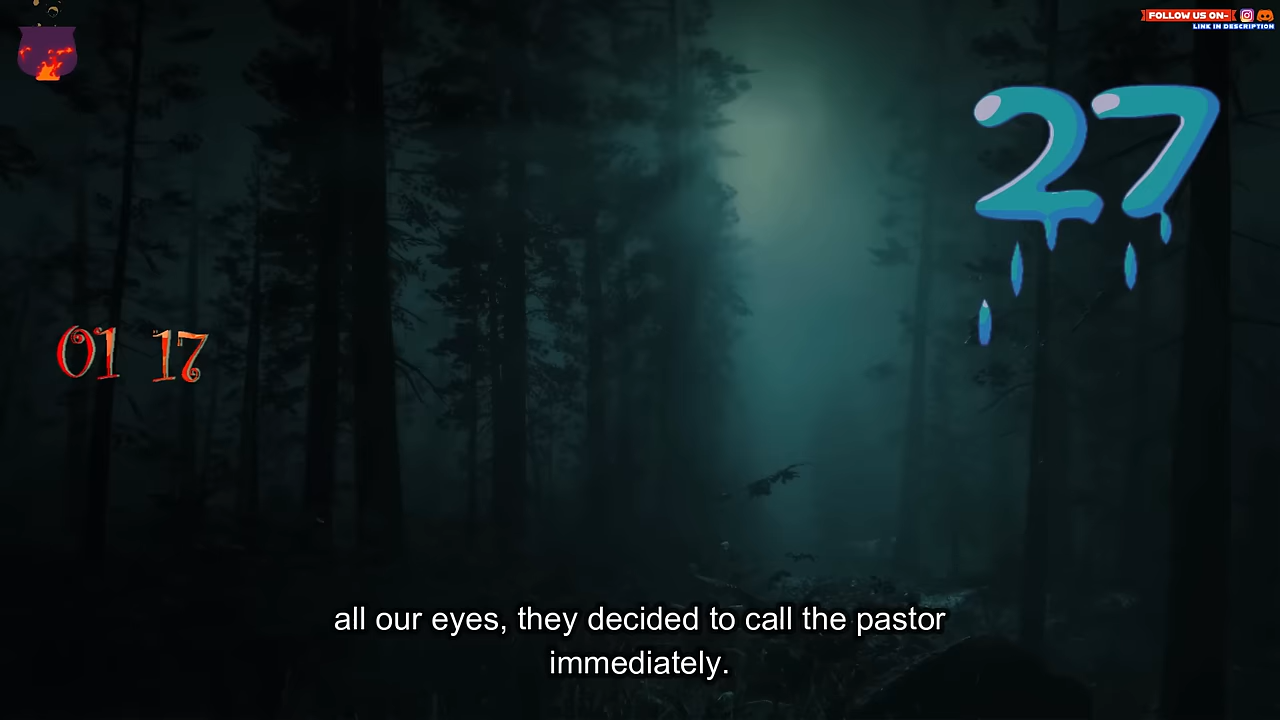 FOLLOW US ON-
LINK IN DESCRIPTION
27
01 17
all our eyes, they decided to call the pastor
immediately.